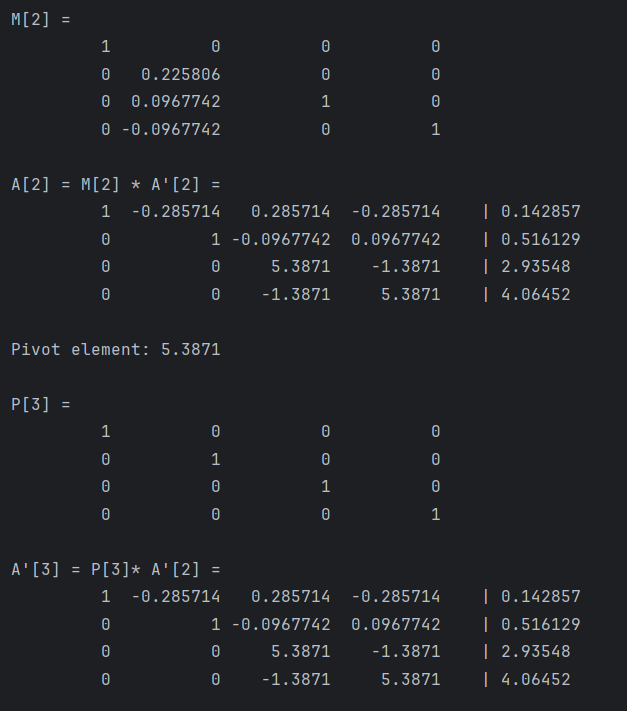 M[2] =
1 0 0 0
0 0.225806 0 0
0 0.0967742 1 0
0 -0.0967742 0 1
A[2] = M[2] * A'[2] =
1 -0.285714 0.285714 -0.285714 | 0.142857
0 1 -0.0967742 0.0967742 | 0.516129
0 0 5.3871 -1.3871 | 2.93548
0 0 -1.3871 5.3871 | 4.06452
Pivot element: 5.3871
P[3] =
1 0 0 0
0 1 0 0
0 0 1 0
0 0 0 1
A'[3] = P[3]* A'[2] =
1 -0.285714 0.285714 -0.285714 | 0.142857
0 1 -0.0967742 0.0967742 | 0.516129
0 0 5.3871 -1.3871 | 2.93548
0 0 -1.3871 5.3871 | 4.06452